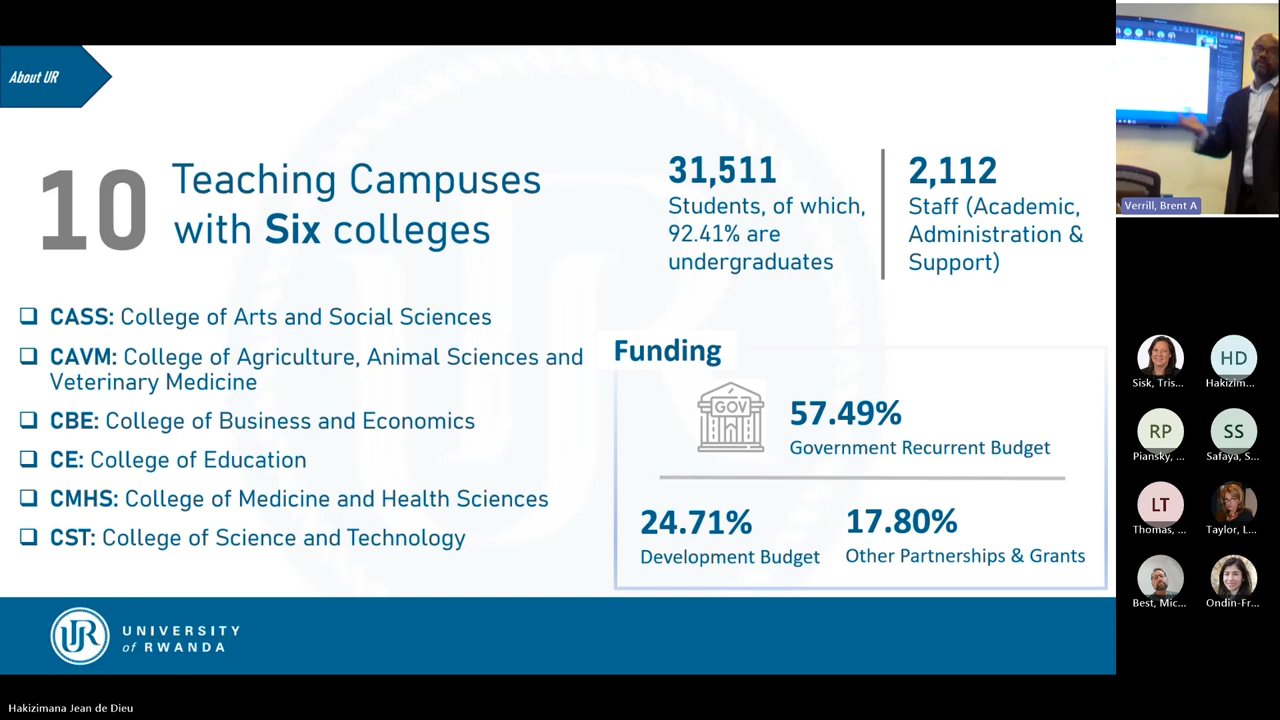 About UR
10
Teaching Campuses
with Six colleges
31,511
Students, of which,
92.41% are
undergraduates
2,112
Staff (Academic,
Administration &
Support)
CASS: College of Arts and Social Sciences
CAVM: College of Agriculture, Animal Sciences and
Veterinary Medicine
CBE: College of Business and Economics
CE: College of Education
CMHS: College of Medicine and Health Sciences
CST: College of Science and Technology
Funding
GOV
57.49%
Government Recurrent Budget
24.71%
Development Budget
17.80%
Other Partnerships & Grants
UR
UNIVERSITY
of RWANDA
Hakizimana Jean de Dieu
Verrill, Brent A
Sisk, Tris...
HD
Hakizim...
RP
Piansky, ...
SS
Safaya, S...
LT
Thomas, ...
Taylor, L...
Best, Mic...
Ondin-Fr...